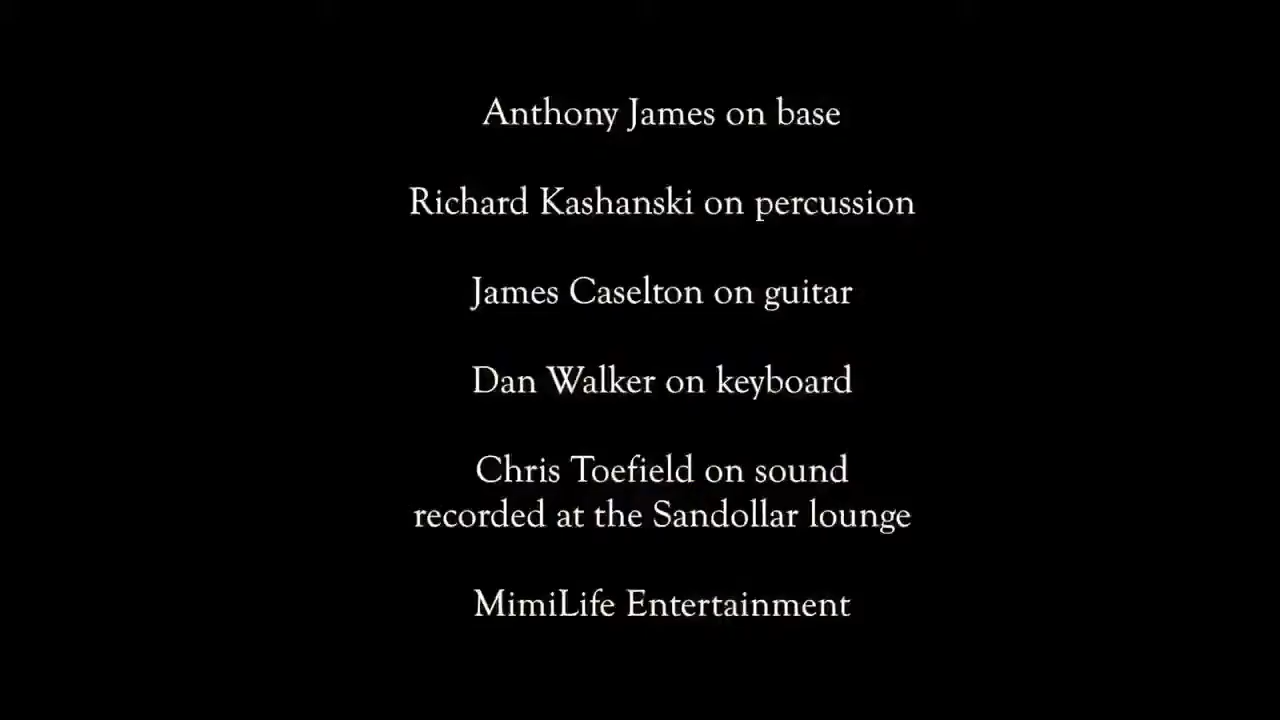 Anthony James on base
Richard Kashanski on percussion
James Caselton on guitar
Dan Walker on keyboard
Chris Toefield on sound
recorded at the Sandollar lounge
MimiLife Entertainment